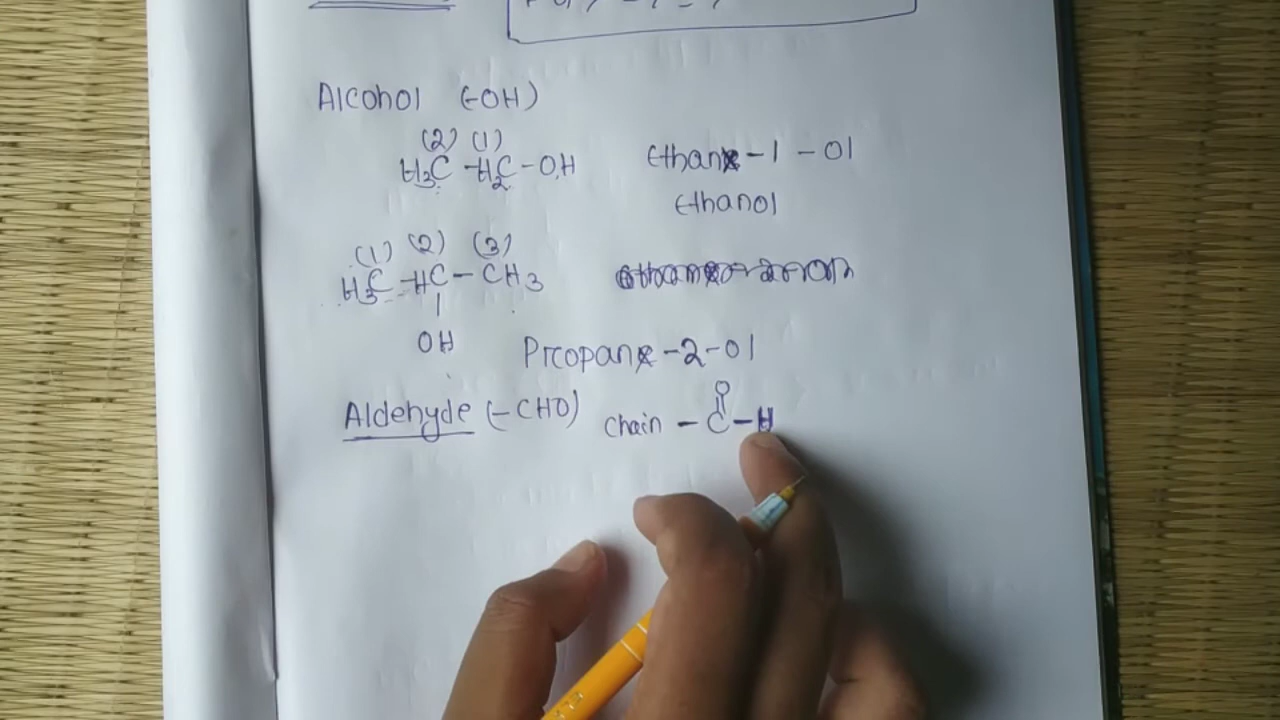 Alcohol (-OH)
(2) (1)
H3C - H2C - OH
Ethane - 1 - ol
Ethanol
(1) (2) (3)
H3C - HC - CH3
OH
Propane - 2 - ol
Aldehyde (- CHO)
O
chain - C - H